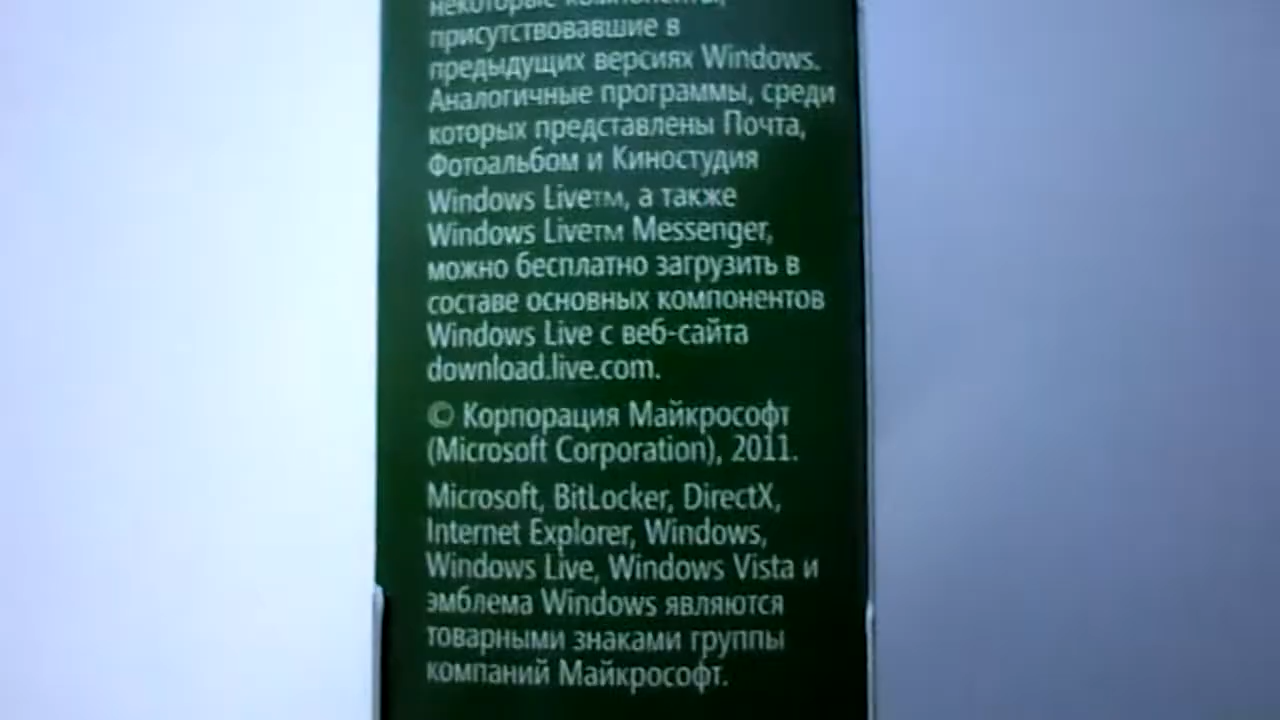 некоторые компоненты,
присутствовавшие в
предыдущих версиях Windows.
Аналогичные программы, среди
которых представлены Почта,
Фотоальбом и Киностудия
Windows Liveтм, а также
Windows Liveтм Messenger,
можно бесплатно загрузить в
составе основных компонентов
Windows Live с веб-сайта
download.live.com.
© Корпорация Майкрософт
(Microsoft Corporation), 2011.
Microsoft, BitLocker, DirectX,
Internet Explorer, Windows,
Windows Live, Windows Vista и
эмблема Windows являются
товарными знаками группы
компаний Майкрософт.